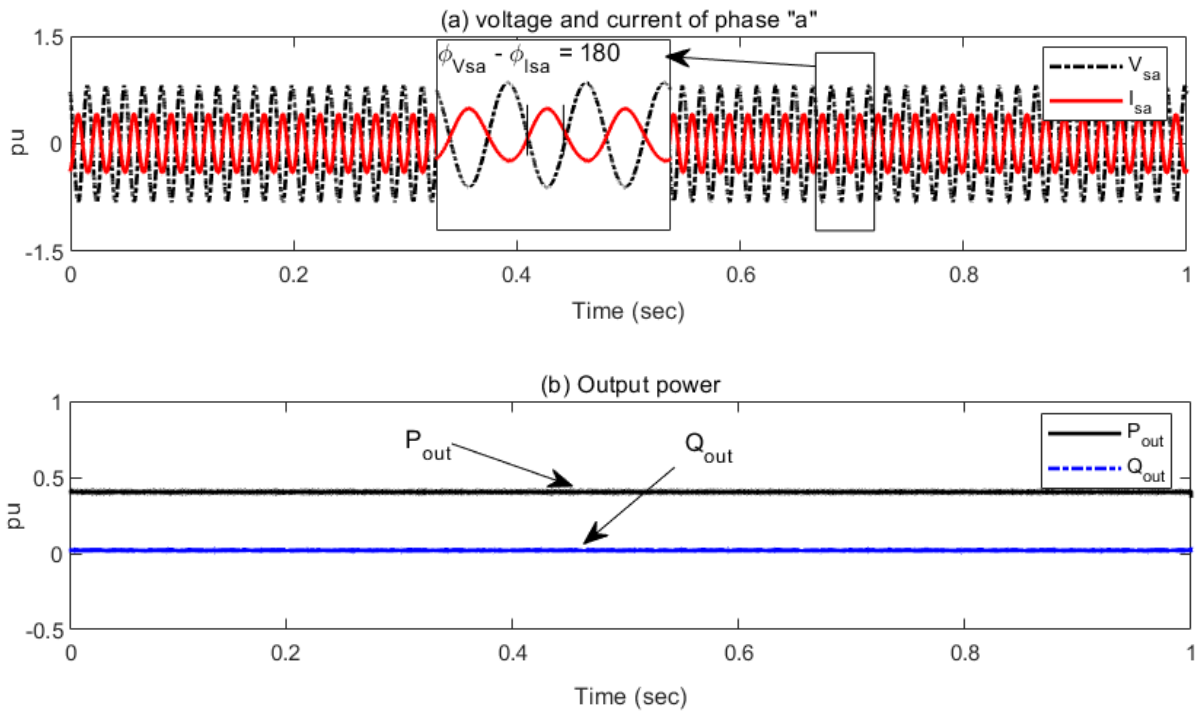 (a) voltage and current of phase "a"
1.5
0
-1.5
pu
ϕVsa - ϕIsa = 180
Vsa
Isa
0 0.2 0.4 0.6 0.8 1
Time (sec)
(b) Output power
1
0.5
0
-0.5
pu
Pout
Qout
Pout
Qout
0 0.2 0.4 0.6 0.8 1
Time (sec)